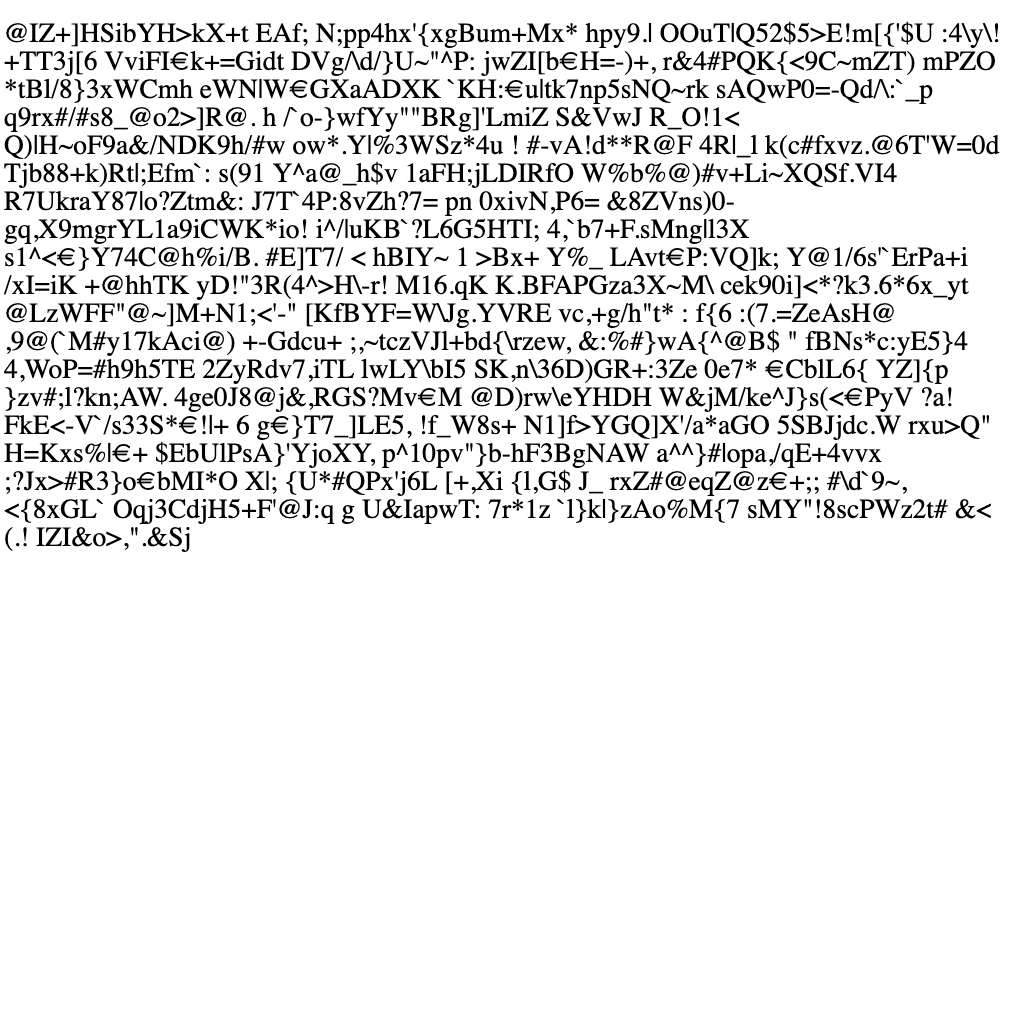 @IZ+]HSibYH>kX+t EAf; N;pp4hx'{xgBum+Mx* hpy9.| OOuT|Q52$5>E!m[{'$U :4\y\!
+TT3j[6 VviFI€k+=Gidt DVg/\d/}U~"^P: jwZI[b€H=-)+, r&4#PQK{<9C~mZT) mPZO
*tBl/8}3xWCmh eWN|W€GXaADXK `KH:€u|tk7np5sNQ~rk sAQwP0=-Qd/\:`_p
q9rx#/#s8_@o2>]R@. h /`o-}wfYy""BRg]'LmiZ S&VwJ R_O!1<
Q)|H~oF9a&/NDK9h/#w ow*.Y|%3WSz*4u ! #-vA!d**R@F 4R|_l k(c#fxvz.@6T'W=0d
Tjb88+k)Rt|;Efm`: s(91 Y^a@_h$v 1aFH;jLDIRfO W%b%@)#v+Li~XQSf.VI4
R7UkraY87|o?Ztm&: J7T`4P:8vZh?7= pn 0xivN,P6= &8ZVns)0-
gq,X9mgrYL1a9iCWK*io! i^/|uKB`?L6G5HTI; 4,`b7+F.sMng|l3X
s1^<€}Y74C@h%i/B. #E]T7/ < hBIY~ 1 >Bx+ Y%_ LAvt€P:VQ]k; Y@1/6s'`ErPa+i
/xI=iK +@hhTK yD!"3R(4^>H\-r! M16.qK K.BFAPGza3X~M\ cek90i]<*?k3.6*6x_yt
@LzWFF"@~]M+N1;<'-" [KfBYF=W\Jg.YVRE vc,+g/h"t* : f{6 :(7.=ZeAsH@
,9@(`M#y17kAci@) +-Gdcu+ ;,~tczVJl+bd{\rzew, &:%#}wA{^@B$ " fBNs*c:yE5}4
4,WoP=#h9h5TE 2ZyRdv7,iTL lwLY\bI5 SK,n\36D)GR+:3Ze 0e7* €CblL6{ YZ]{p
}zv#;l?kn;AW. 4ge0J8@j&,RGS?Mv€M @D)rw\eYHDH W&jM/ke^J}s(<€PyV ?a!
FkE<-V`/s33S*€!|+ 6 g€}T7_]LE5, !f_W8s+ N1]f>YGQ]X'/a*aGO 5SBJjdc.W rxu>Q"
H=Kxs%|€+ $EbUlPsA}'YjoXY, p^10pv"}b-hF3BgNAW a^^}#|opa,/qE+4vvx
;?Jx>#R3}o€bMI*O X|; {U*#QPx'j6L [+,Xi {l,G$ J_ rxZ#@eqZ@z€+;; #\d`9~,
<{8xGL` Oqj3CdjH5+F'@J:q g U&IapwT: 7r*1z `l}k|}zAo%M{7 sMY"!8scPWz2t# &<
(.! IZI&o>,".&Sj